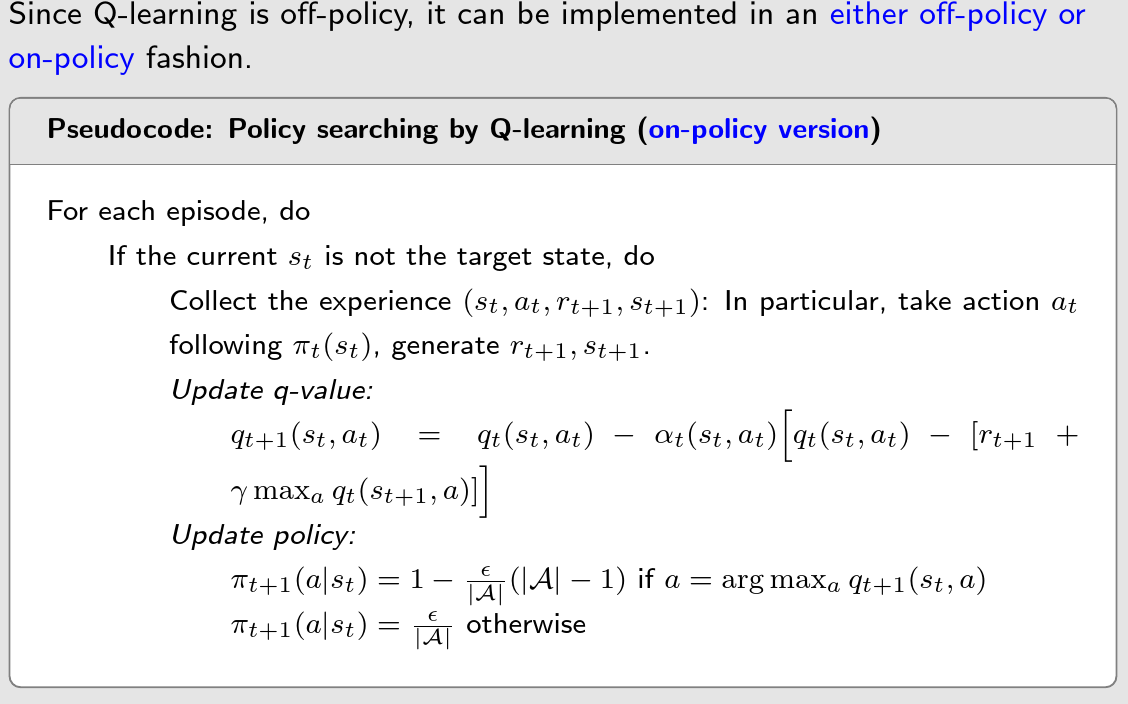 Since Q-learning is off-policy, it can be implemented in an either off-policy or
on-policy fashion.
Pseudocode: Policy searching by Q-learning (on-policy version)
For each episode, do
If the current $s_t$ is not the target state, do
Collect the experience $(s_t, a_t, r_{t+1}, s_{t+1})$: In particular, take action $a_t$
following $\pi_t(s_t)$, generate $r_{t+1}, s_{t+1}$.
Update q-value:
$q_{t+1}(s_t, a_t) = q_t(s_t, a_t) - \alpha_t(s_t, a_t)\Big[q_t(s_t, a_t) - [r_{t+1} +$
$\gamma \max_a q_t(s_{t+1}, a)]\Big]$
Update policy:
$\pi_{t+1}(a|s_t) = 1 - \frac{\epsilon}{|\mathcal{A}|}(|\mathcal{A}| - 1)$ if $a = \arg\max_a q_{t+1}(s_t, a)$
$\pi_{t+1}(a|s_t) = \frac{\epsilon}{|\mathcal{A}|}$ otherwise